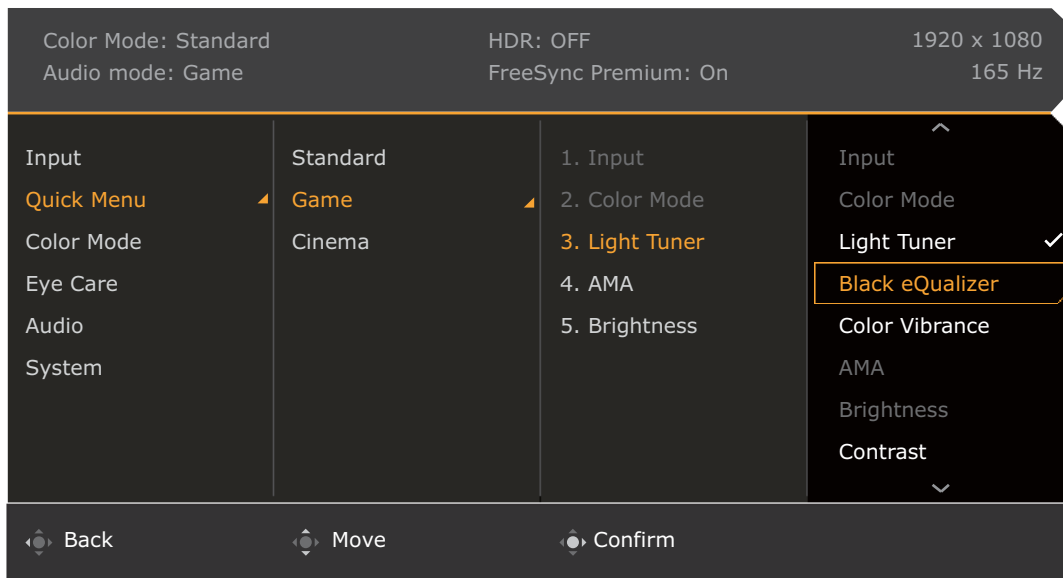 Color Mode: Standard
HDR: OFF
1920 x 1080
Audio mode: Game
FreeSync Premium: On
165 Hz
Input
Quick Menu
Color Mode
Eye Care
Audio
System
Standard
Game
Cinema
1. Input
2. Color Mode
3. Light Tuner
4. AMA
5. Brightness
Input
Color Mode
Light Tuner
Black eQualizer
Color Vibrance
AMA
Brightness
Contrast
Back
Move
Confirm